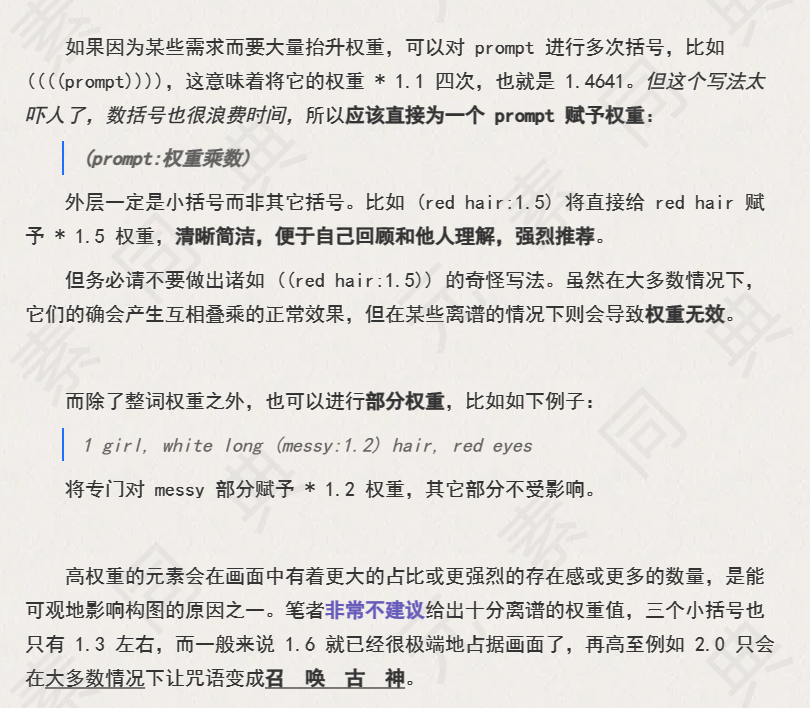 如果因为某些需求而要大量抬升权重，可以对 prompt 进行多次括号，比如
((((prompt))))，这意味着将它的权重 * 1.1 四次，也就是 1.4641。但这个写法太
吓人了，数括号也很浪费时间，所以应该直接为一个 prompt 赋予权重：
(prompt:权重乘数)
外层一定是小括号而非其它括号。比如 (red hair:1.5) 将直接给 red hair 赋
予 * 1.5 权重，清晰简洁，便于自己回顾和他人理解，强烈推荐。
但务必请不要做出诸如 ((red hair:1.5)) 的奇怪写法。虽然在大多数情况下，
它们的确会产生互相叠乘的正常效果，但在某些离谱的情况下则会导致权重无效。
而除了整词权重之外，也可以进行部分权重，比如如下例子：
1 girl, white long (messy:1.2) hair, red eyes
将专门对 messy 部分赋予 * 1.2 权重，其它部分不受影响。
高权重的元素会在画面中有着更大的占比或更强烈的存在感或更多的数量，是能
可观地影响构图的原因之一。笔者非常不建议给出十分离谱的权重值，三个小括号也
只有 1.3 左右，而一般来说 1.6 就已经很极端地占据画面了，再高至例如 2.0 只会
在大多数情况下让咒语变成召 唤 古 神。